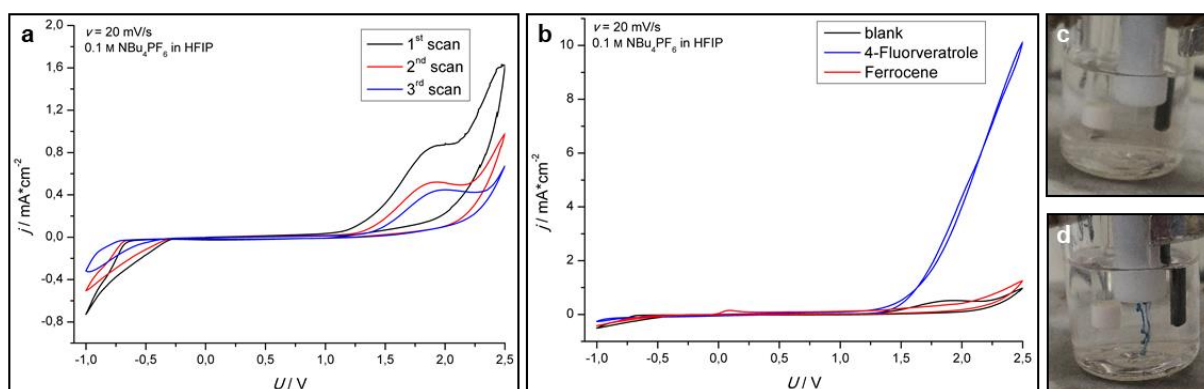 a
ν = 20 mV/s
0.1 M NBu₄PF₆ in HFIP
1st scan
2nd scan
3rd scan
j / mA*cm-2
2,0
1,6
1,2
0,8
0,4
0,0
-0,4
-0,8
-1,0 -0,5 0,0 0,5 1,0 1,5 2,0 2,5
U / V
b
ν = 20 mV/s
0.1 M NBu₄PF₆ in HFIP
blank
4-Fluorveratrole
Ferrocene
j / mA*cm-2
10
8
6
4
2
0
-1,0 -0,5 0,0 0,5 1,0 1,5 2,0 2,5
U / V
c
d